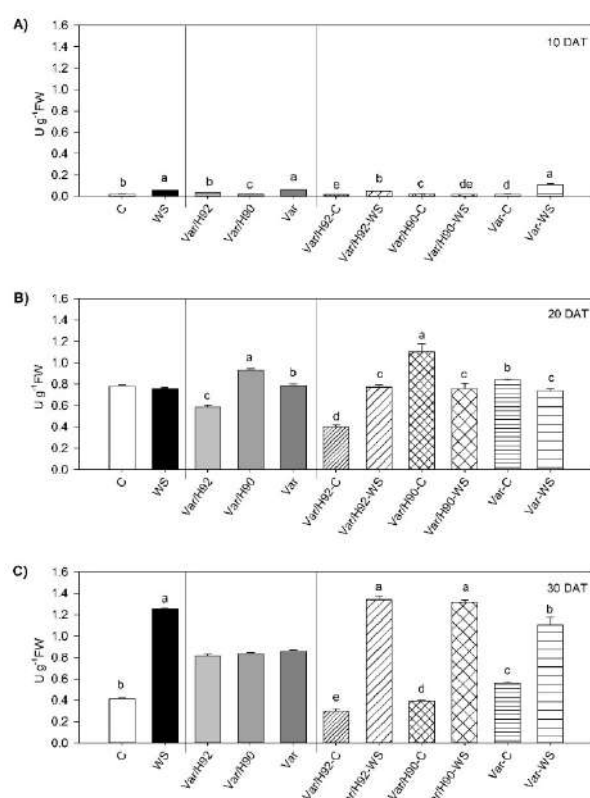 A)
10 DAT
1.6
1.4
1.2
1.0
0.8
0.6
0.4
0.2
0.0
U g-1FW
b a b c a e b c de d a
C WS Var/H92 Var/H90 Var Var/H92-C Var/H92-WS Var/H90-C Var/H90-WS Var-C Var-WS
B)
20 DAT
1.6
1.4
1.2
1.0
0.8
0.6
0.4
0.2
0.0
U g-1FW
c a b d c a c b c
C WS Var/H92 Var/H90 Var Var/H92-C Var/H92-WS Var/H90-C Var/H90-WS Var-C Var-WS
C)
30 DAT
1.6
1.4
1.2
1.0
0.8
0.6
0.4
0.2
0.0
U g-1FW
b a e a d a c b
C WS Var/H92 Var/H90 Var Var/H92-C Var/H92-WS Var/H90-C Var/H90-WS Var-C Var-WS